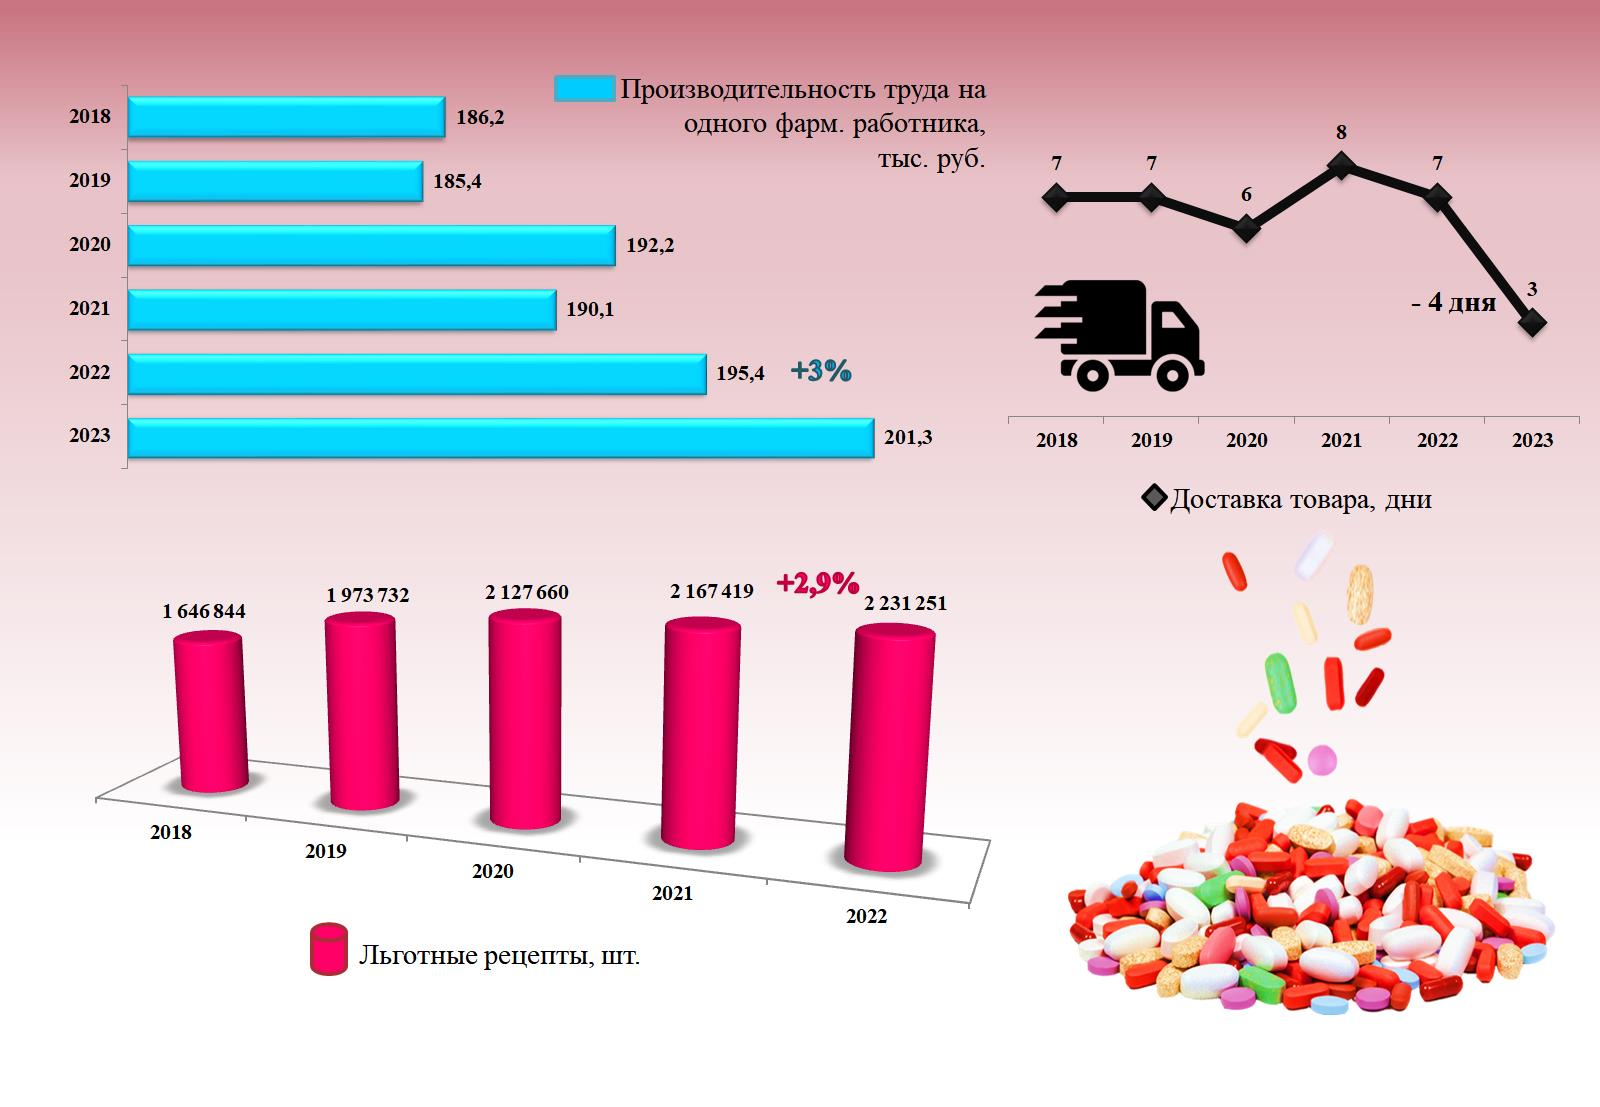 Производительность труда на
одного фарм. работника,
тыс. руб.
2018 186,2
2019 185,4
2020 192,2
2021 190,1
2022 195,4 +3%
2023 201,3
7 7 6 8 7 3
- 4 дня
2018 2019 2020 2021 2022 2023
Доставка товара, дни
1 646 844 1 973 732 2 127 660 2 167 419 +2,9% 2 231 251
2018 2019 2020 2021 2022
Льготные рецепты, шт.